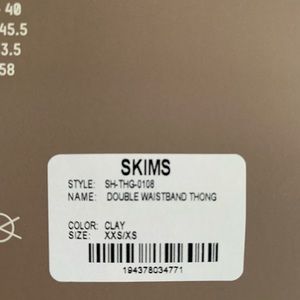 40
45.5
3.5
58
SKIMS
STYLE: SH-THG-0108
NAME: DOUBLE WAISTBAND THONG
COLOR: CLAY
SIZE: XXS/XS
194378034771